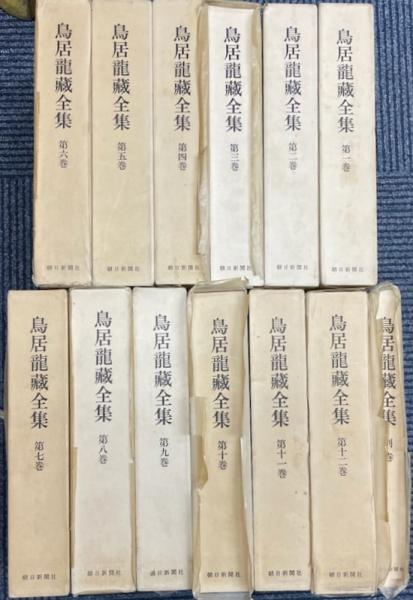 鳥居龍藏全集 第一巻 朝日新聞社
鳥居龍藏全集 第二巻 朝日新聞社
鳥居龍藏全集 第三巻 朝日新聞社
鳥居龍藏全集 第四巻 朝日新聞社
鳥居龍藏全集 第五巻 朝日新聞社
鳥居龍藏全集 第六巻 朝日新聞社
鳥居龍藏全集 第七巻 朝日新聞社
鳥居龍藏全集 第八巻 朝日新聞社
鳥居龍藏全集 第九巻 朝日新聞社
鳥居龍藏全集 第十巻 朝日新聞社
鳥居龍藏全集 第十一巻 朝日新聞社
鳥居龍藏全集 第十二巻 朝日新聞社
鳥居龍藏全集 別巻